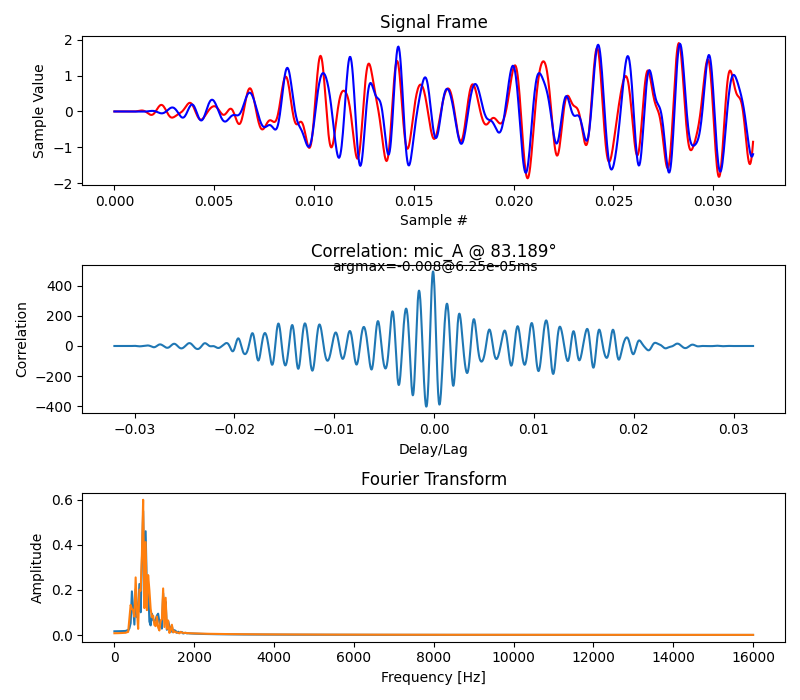 Signal Frame
2
1
0
−1
−2
Sample Value
0.000 0.005 0.010 0.015 0.020 0.025 0.030
Sample #
Correlation: mic_A @ 83.189°
argmax=-0.008@6.25e-05ms
400
200
0
−200
−400
Correlation
−0.03 −0.02 −0.01 0.00 0.01 0.02 0.03
Delay/Lag
Fourier Transform
0.6
0.4
0.2
0.0
Amplitude
0 2000 4000 6000 8000 10000 12000 14000 16000
Frequency [Hz]